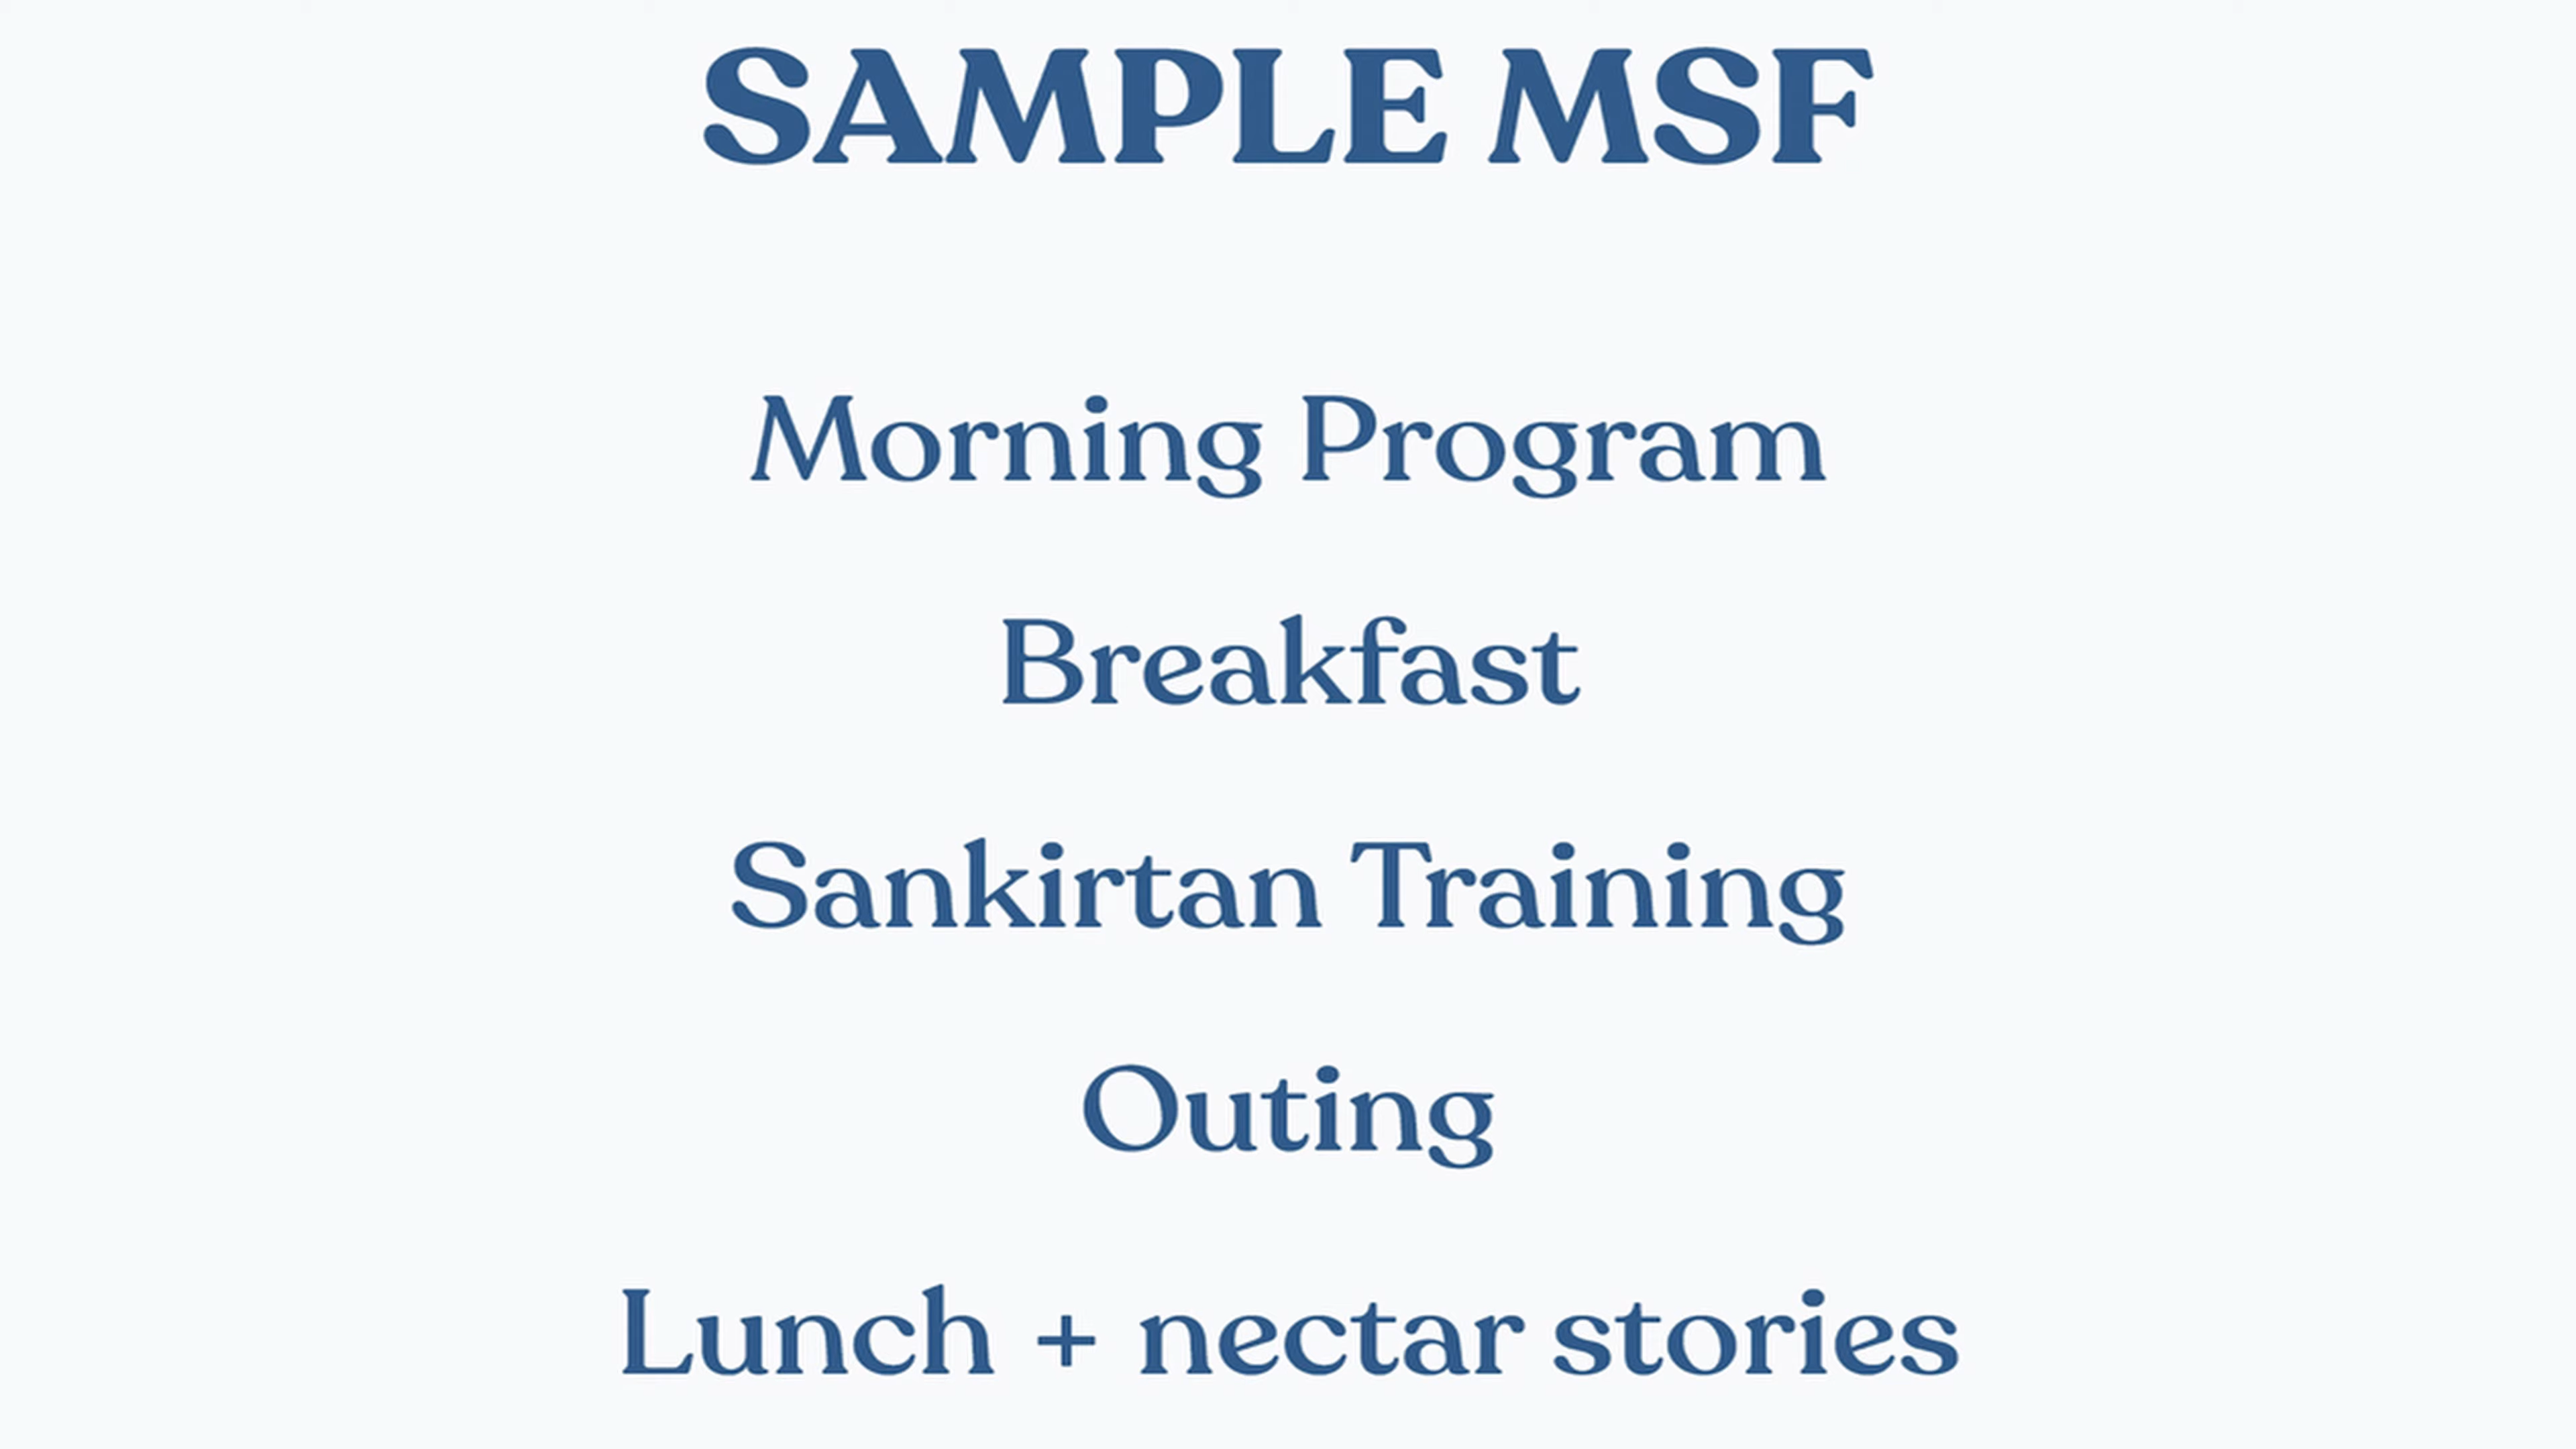 SAMPLE MSF
Morning Program
Breakfast
Sankirtan Training
Outing
Lunch + nectar stories